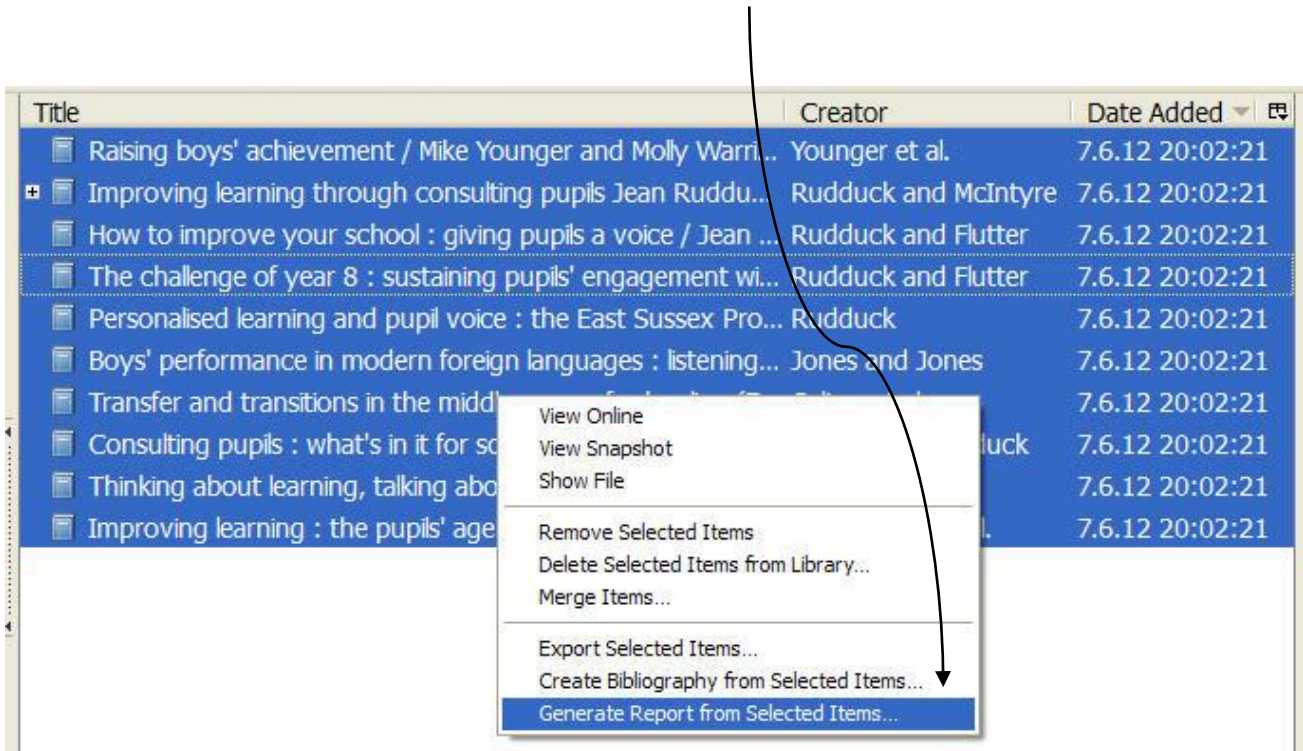 Title Creator Date Added
Raising boys' achievement / Mike Younger and Molly Warri... Younger et al. 7.6.12 20:02:21
Improving learning through consulting pupils Jean Ruddu... Rudduck and McIntyre 7.6.12 20:02:21
How to improve your school : giving pupils a voice / Jean ... Rudduck and Flutter 7.6.12 20:02:21
The challenge of year 8 : sustaining pupils' engagement wi... Rudduck and Flutter 7.6.12 20:02:21
Personalised learning and pupil voice : the East Sussex Pro... Rudduck 7.6.12 20:02:21
Boys' performance in modern foreign languages : listening... Jones and Jones 7.6.12 20:02:21
Transfer and transitions in the midd 7.6.12 20:02:21
Consulting pupils : what's in it for sc duck 7.6.12 20:02:21
Thinking about learning, talking abo 7.6.12 20:02:21
Improving learning : the pupils' age l. 7.6.12 20:02:21
View Online
View Snapshot
Show File
Remove Selected Items
Delete Selected Items from Library...
Merge Items...
Export Selected Items...
Create Bibliography from Selected Items...
Generate Report from Selected Items...